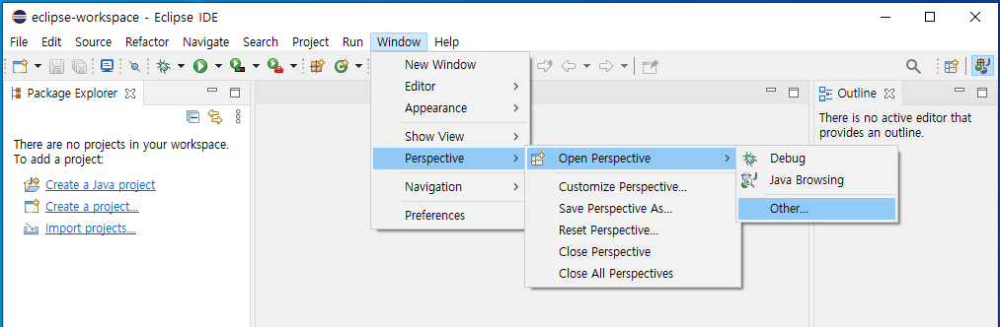 eclipse-workspace - Eclipse IDE
File Edit Source Refactor Navigate Search Project Run Window Help
Package Explorer
There are no projects in your workspace.
To add a project:
Create a Java project
Create a project...
Import projects...
New Window
Editor
Appearance
Show View
Perspective
Navigation
Preferences
Open Perspective
Customize Perspective...
Save Perspective As...
Reset Perspective...
Close Perspective
Close All Perspectives
Debug
Java Browsing
Other...
Outline
There is no active editor that
provides an outline.